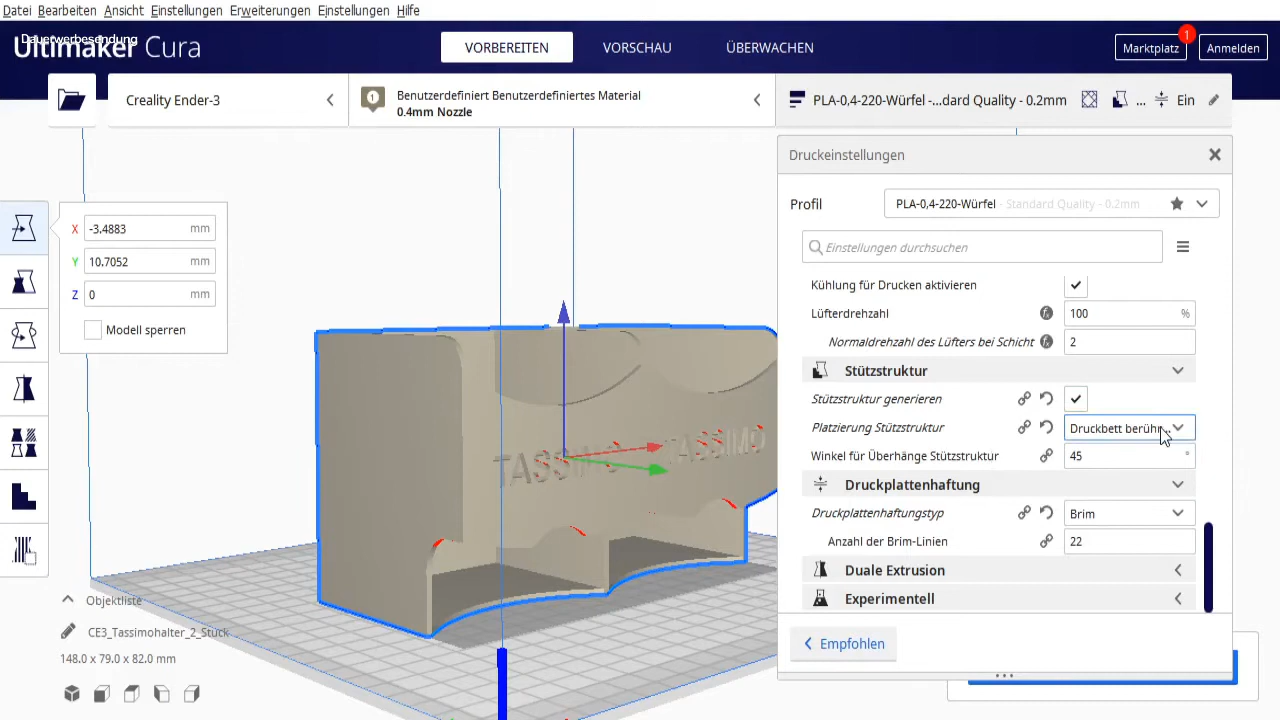 Datei Bearbeiten Ansicht Einstellungen Erweiterungen Einstellungen Hilfe
Dauerwerbesendung
Ultimaker Cura
VORBEREITEN VORSCHAU ÜBERWACHEN
Marktplatz 1 Anmelden
Creality Ender-3
1 Benutzerdefiniert Benutzerdefiniertes Material
0.4mm Nozzle
PLA-0,4-220-Würfel -...dard Quality - 0.2mm ... Ein
Druckeinstellungen
Profil PLA-0,4-220-Würfel - Standard Quality - 0.2mm
Einstellungen durchsuchen
X -3.4883 mm
Y 10.7052 mm
Z 0 mm
Modell sperren
Kühlung für Drucken aktivieren
Lüfterdrehzahl 100 %
Normaldrehzahl des Lüfters bei Schicht 2
Stützstruktur
Stützstruktur generieren
Platzierung Stützstruktur Druckbett berühr...
Winkel für Überhänge Stützstruktur 45 °
Druckplattenhaftung
Druckplattenhaftungstyp Brim
Anzahl der Brim-Linien 22
Duale Extrusion
Experimentell
Empfohlen
TASSIMO TASSIMO
Objektliste
CE3_Tassimohalter_2_Stück
148.0 x 79.0 x 82.0 mm